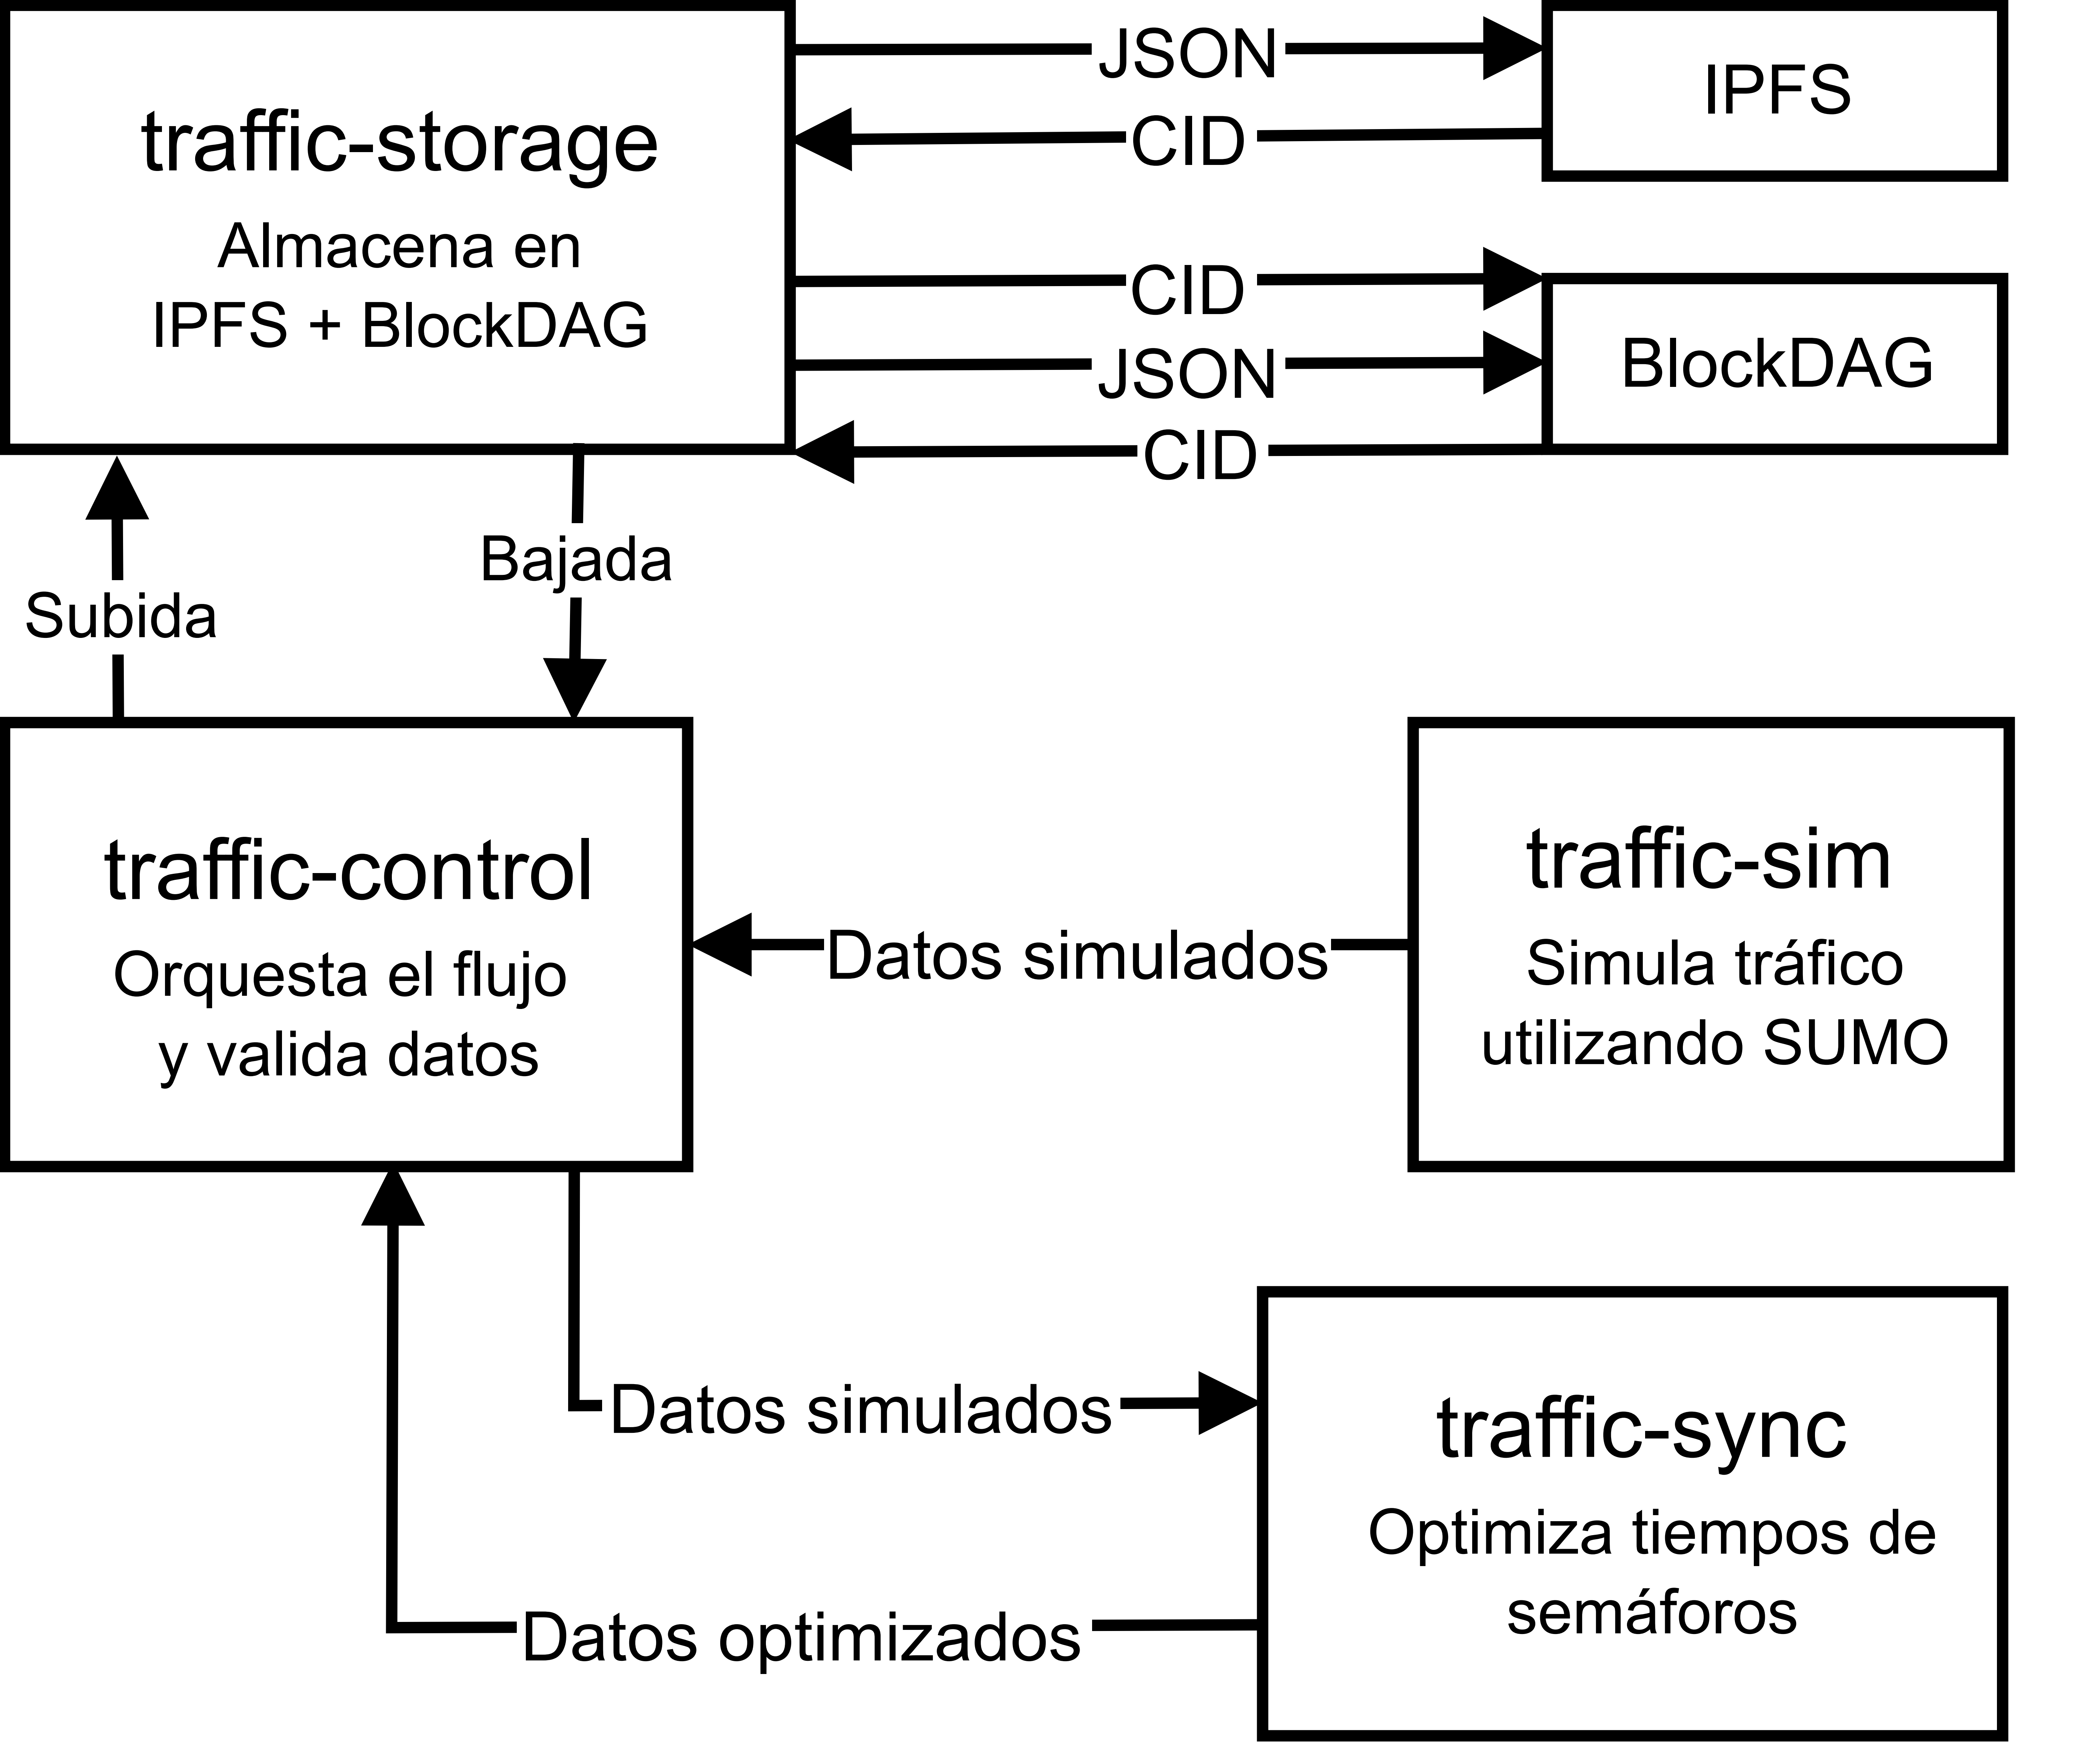 traffic-storage
Almacena en
IPFS + BlockDAG
JSON
CID
IPFS
CID
JSON
CID
BlockDAG
Subida
Bajada
traffic-control
Orquesta el flujo
y valida datos
Datos simulados
traffic-sim
Simula tráfico
utilizando SUMO
Datos simulados
Datos optimizados
traffic-sync
Optimiza tiempos de
semáforos